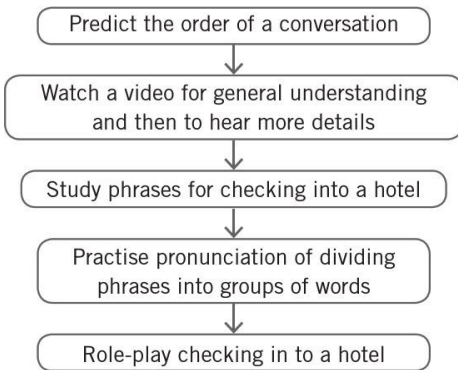 Predict the order of a conversation
Watch a video for general understanding
and then to hear more details
Study phrases for checking into a hotel
Practise pronunciation of dividing
phrases into groups of words
Role-play checking in to a hotel